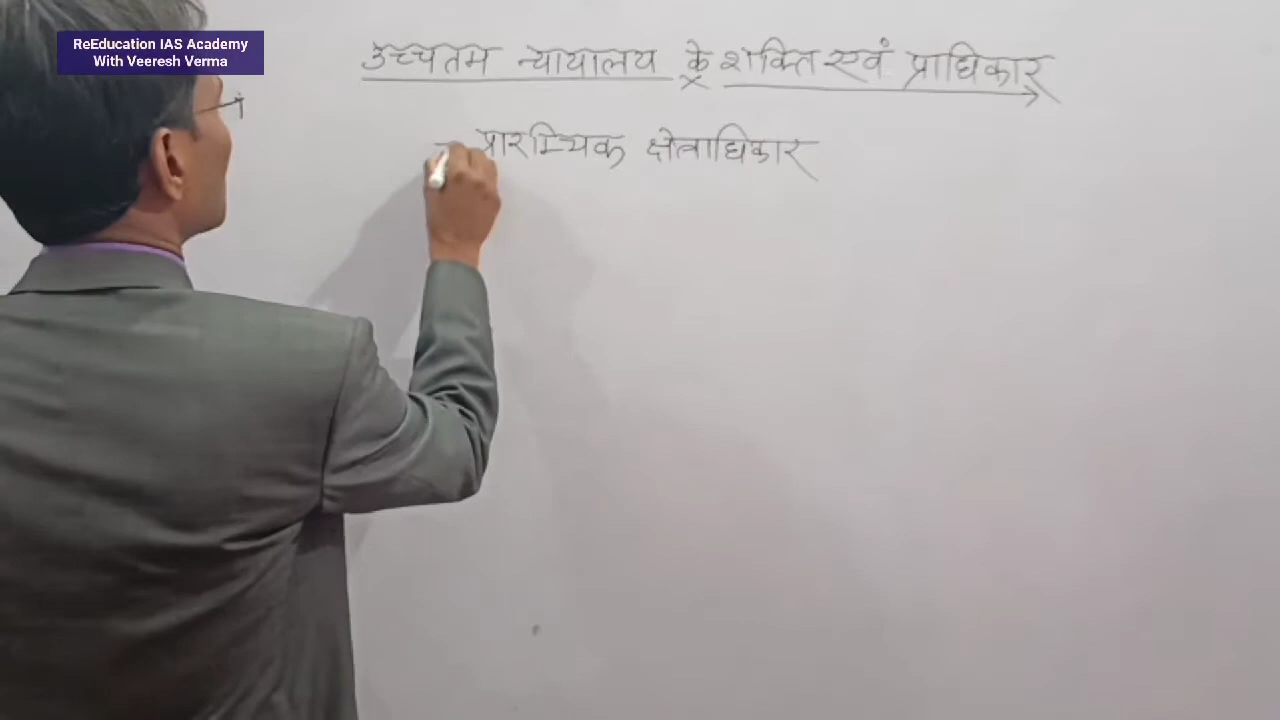 ReEducation IAS Academy
With Veeresh Verma
उच्चतम न्यायालय के शक्ति एवं प्राधिकार
- प्रारम्भिक क्षेत्राधिकार